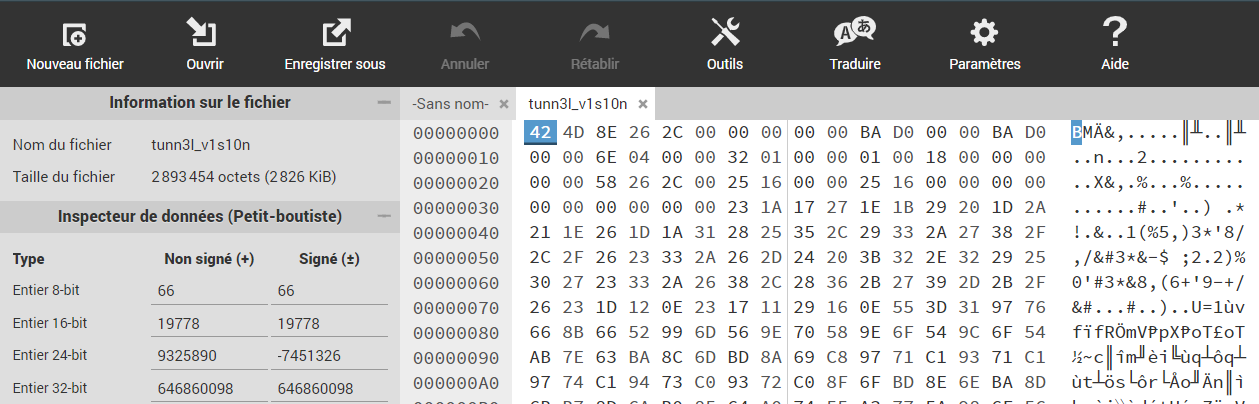 Nouveau fichier Ouvrir Enregistrer sous Annuler Rétablir Outils Traduire Paramètres Aide
Information sur le fichier
Nom du fichier tunn3l_v1s10n
Taille du fichier 2 893 454 octets (2 826 KiB)
Inspecteur de données (Petit-boutiste)
Type Non signé (+) Signé (±)
Entier 8-bit 66 66
Entier 16-bit 19778 19778
Entier 24-bit 9325890 -7451326
Entier 32-bit 646860098 646860098
-Sans nom- × tunn3l_v1s10n ×
00000000 42 4D 8E 26 2C 00 00 00 00 00 BA D0 00 00 BA D0 BMÄ&,.....║╨..║╨
00000010 00 00 6E 04 00 00 32 01 00 00 01 00 18 00 00 00 ..n...2.........
00000020 00 00 58 26 2C 00 25 16 00 00 25 16 00 00 00 00 ..X&,.%...%.....
00000030 00 00 00 00 00 00 23 1A 17 27 1E 1B 29 20 1D 2A ......#..'..) .*
00000040 21 1E 26 1D 1A 31 28 25 35 2C 29 33 2A 27 38 2F !.&..1(%5,)3*'8/
00000050 2C 2F 26 23 33 2A 26 2D 24 20 3B 32 2E 32 29 25 ,/&#3*&-$ ;2.2)%
00000060 30 27 23 33 2A 26 38 2C 28 36 2B 27 39 2D 2B 2F 0'#3*&8,(6+'9-+/
00000070 26 23 1D 12 0E 23 17 11 29 16 0E 55 3D 31 97 76 &#...#..)..U=1ùv
00000080 66 8B 66 52 99 6D 56 9E 70 58 9E 6F 54 9C 6F 54 fïfRÖmV₧pX₧oT£oT
00000090 AB 7E 63 BA 8C 6D BD 8A 69 C8 97 71 C1 93 71 C1 ½~c║îm╜èi╚ùq┴ôq┴
000000A0 97 74 C1 94 73 C0 93 72 C0 8F 6F BD 8E 6E BA 8D ùt┴ös└ôr└Åo╜Än║ì